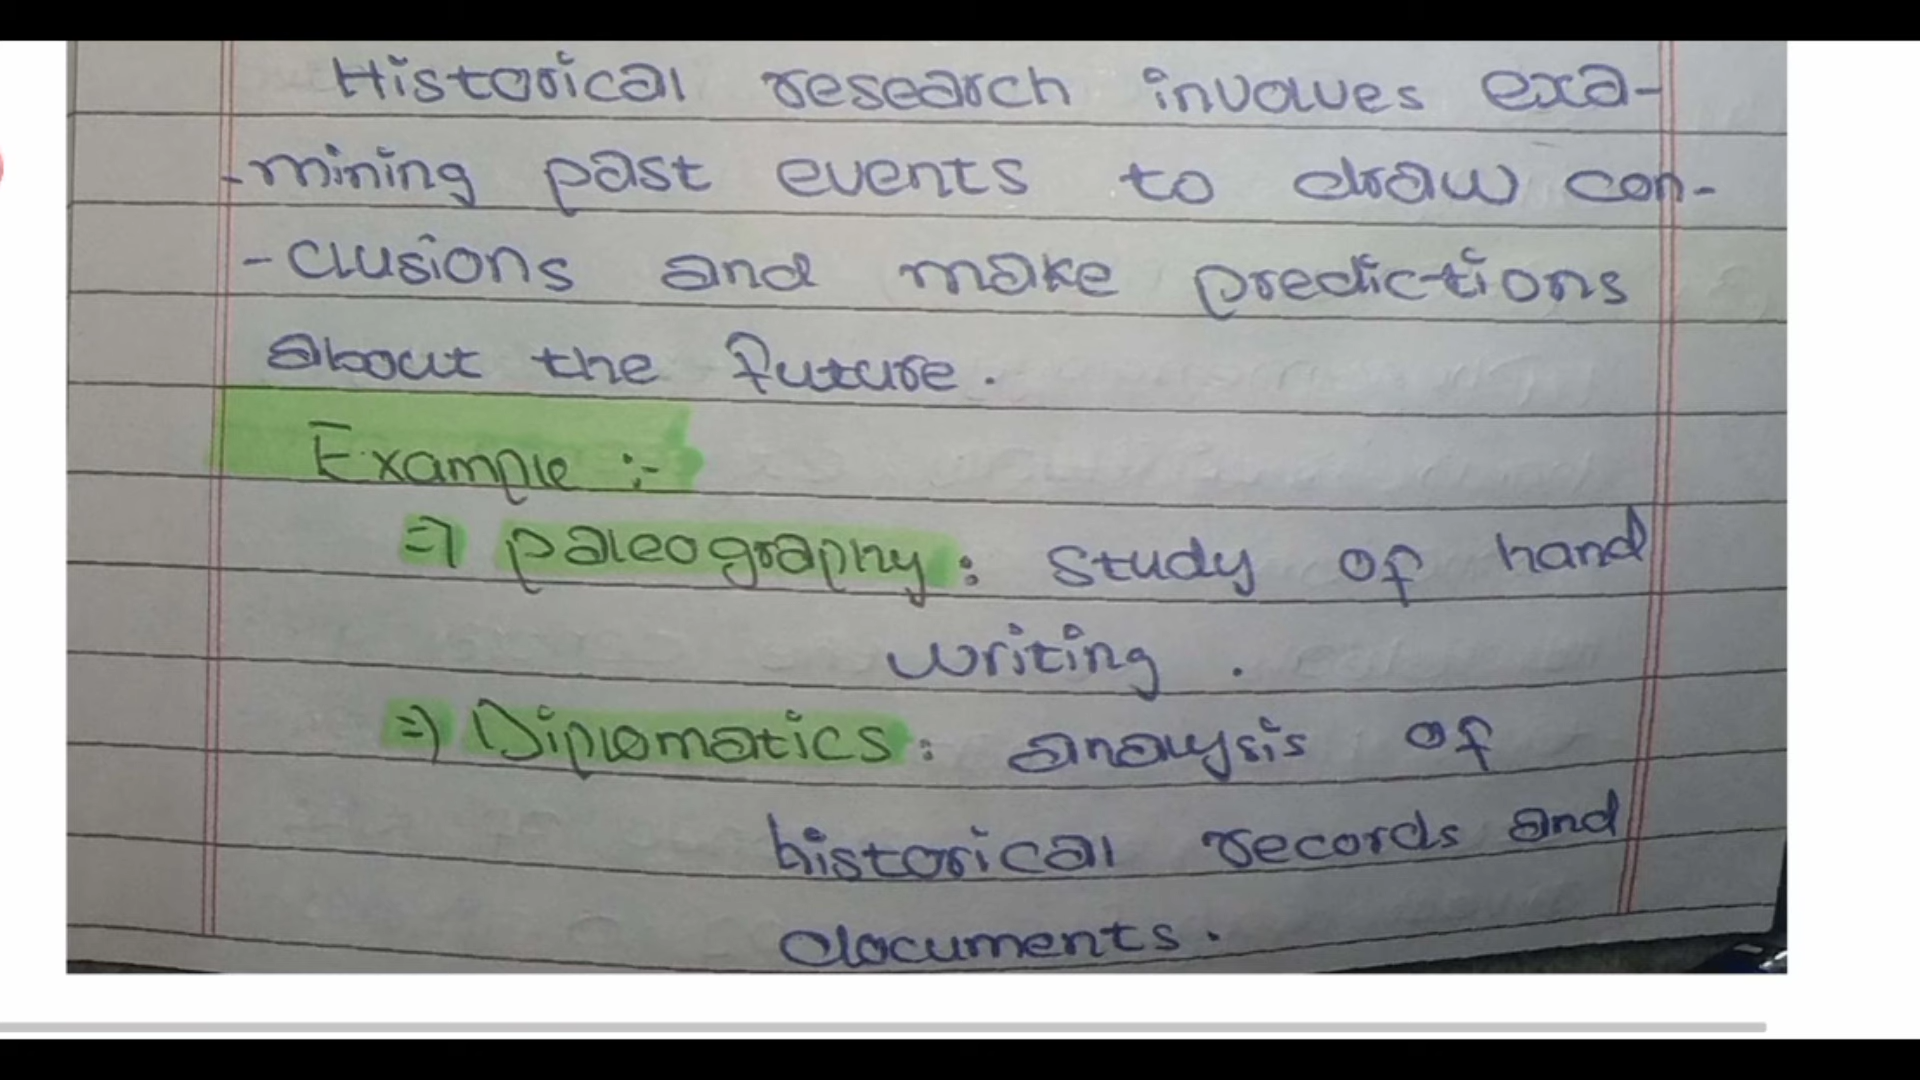 Historical research involves exa-
-mining past events to draw con-
-clusions and make predictions
about the future.
Example :-
=> paleography : Study of hand
writing .
=> Diplomatics : analysis of
historical records and
documents.